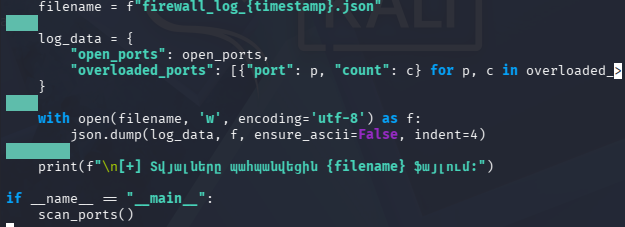 filename = f"firewall_log_{timestamp}.json"
    log_data = {
        "open_ports": open_ports,
        "overloaded_ports": [{"port": p, "count": c} for p, c in overloaded_>
    }
    with open(filename, 'w', encoding='utf-8') as f:
        json.dump(log_data, f, ensure_ascii=False, indent=4)
    print(f"\n[+] Տվյալները պահպանվեցին {filename} ֆայլում:")
if __name__ == "__main__":
    scan_ports()